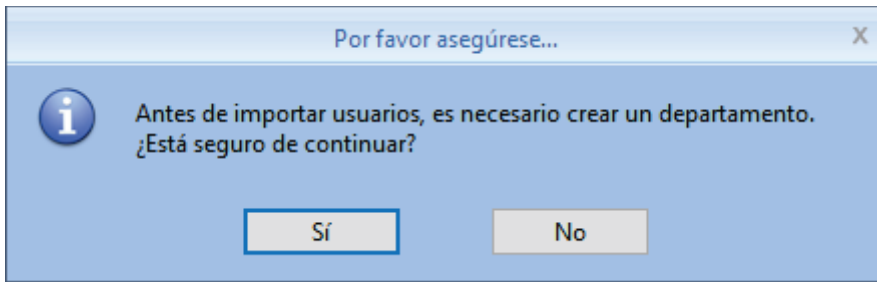 Por favor asegúrese...
X
Antes de importar usuarios, es necesario crear un departamento.
¿Está seguro de continuar?
Sí
No